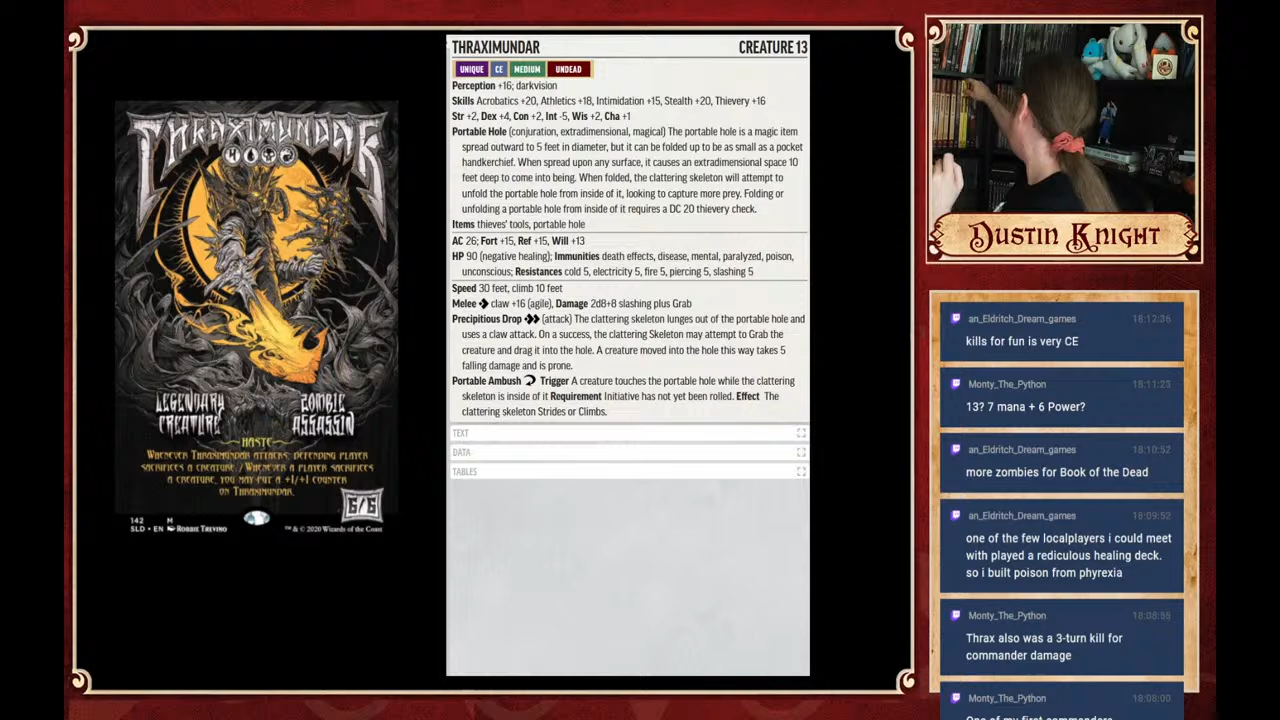 THRAXIMUNDAR
LEGENDARY CREATURE
ZOMBIE ASSASSIN
HASTE
WHENEVER THRAXIMUNDAR ATTACKS, DEFENDING PLAYER
SACRIFICES A CREATURE. / WHENEVER A PLAYER SACRIFICES
A CREATURE, YOU MAY PUT A +1/+1 COUNTER
ON THRAXIMUNDAR.
6/6
142 M
SLD • EN ROBBIE TREVINO
™ & © 2020 Wizards of the Coast
THRAXIMUNDAR CREATURE 13
UNIQUE CE MEDIUM UNDEAD
Perception +16; darkvision
Skills Acrobatics +20, Athletics +18, Intimidation +15, Stealth +20, Thievery +16
Str +2, Dex +4, Con +2, Int -5, Wis +2, Cha +1
Portable Hole (conjuration, extradimensional, magical) The portable hole is a magic item
spread outward to 5 feet in diameter, but it can be folded up to be as small as a pocket
handkerchief. When spread upon any surface, it causes an extradimensional space 10
feet deep to come into being. When folded, the clattering skeleton will attempt to
unfold the portable hole from inside of it, looking to capture more prey. Folding or
unfolding a portable hole from inside of it requires a DC 20 thievery check.
Items thieves' tools, portable hole
AC 26; Fort +15, Ref +15, Will +13
HP 90 (negative healing); Immunities death effects, disease, mental, paralyzed, poison,
unconscious; Resistances cold 5, electricity 5, fire 5, piercing 5, slashing 5
Speed 30 feet, climb 10 feet
Melee claw +16 (agile), Damage 2d8+8 slashing plus Grab
Precipitious Drop (attack) The clattering skeleton lunges out of the portable hole and
uses a claw attack. On a success, the clattering Skeleton may attempt to Grab the
creature and drag it into the hole. A creature moved into the hole this way takes 5
falling damage and is prone.
Portable Ambush Trigger A creature touches the portable hole while the clattering
skeleton is inside of it Requirement Initiative has not yet been rolled. Effect The
clattering skeleton Strides or Climbs.
TEXT
DATA
TABLES
DUSTIN KNIGHT
an_Eldritch_Dream_games 18:12:36
kills for fun is very CE
Monty_The_Python 18:11:23
13? 7 mana + 6 Power?
an_Eldritch_Dream_games 18:10:52
more zombies for Book of the Dead
an_Eldritch_Dream_games 18:09:52
one of the few localplayers i could meet
with played a rediculous healing deck.
so i built poison from phyrexia
Monty_The_Python 18:08:55
Thrax also was a 3-turn kill for
commander damage
Monty_The_Python 18:08:00
One of my first commanders